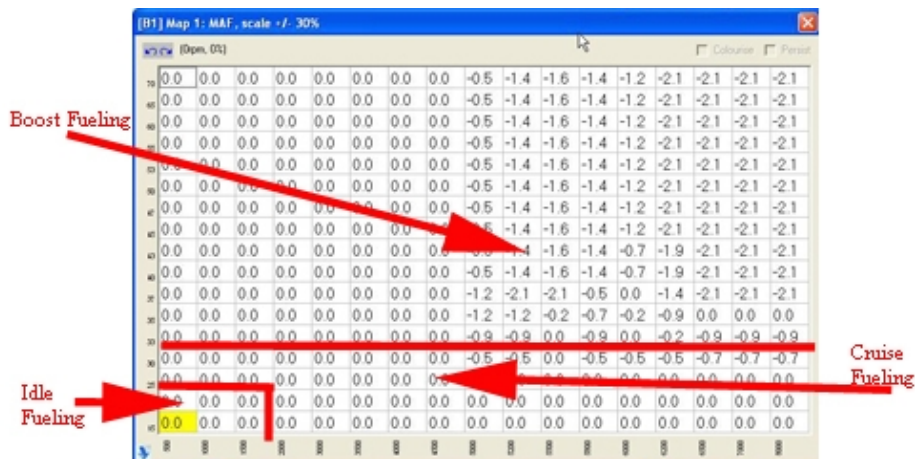 [B1] Map 1: MAF, scale +/- 30%
(0rpm, 0%) Colourise Persist
0.0 0.0 0.0 0.0 0.0 0.0 0.0 0.0 -0.5 -1.4 -1.6 -1.4 -1.2 -2.1 -2.1 -2.1 -2.1
0.0 0.0 0.0 0.0 0.0 0.0 0.0 0.0 -0.5 -1.4 -1.6 -1.4 -1.2 -2.1 -2.1 -2.1 -2.1
Boost Fueling
0.0 0.0 0.0 0.0 0.0 0.0 0.0 0.0 -0.5 -1.4 -1.6 -1.4 -1.2 -2.1 -2.1 -2.1 -2.1
0.0 0.0 0.0 0.0 0.0 0.0 0.0 0.0 -0.5 -1.4 -1.6 -1.4 -1.2 -2.1 -2.1 -2.1 -2.1
0.0 0.0 0.0 0.0 0.0 0.0 0.0 -0.5 -1.4 -1.6 -1.4 -1.2 -2.1 -2.1 -2.1 -2.1
0.0 0.0 0.0 0.0 0.0 0.0 -0.5 -1.4 -1.6 -1.4 -1.2 -2.1 -2.1 -2.1 -2.1
0.0 0.0 0.0 0.0 0.0 0.0 0.0 -0.5 -1.4 -1.6 -1.4 -1.2 -2.1 -2.1 -2.1 -2.1
0.0 0.0 0.0 0.0 0.0 0.0 -1.4 -1.6 -1.4 -1.2 -2.1 -2.1 -2.1 -2.1
0.0 0.0 0.0 0.0 0.0 0.0 0.0 0.0 -1.6 -1.4 -0.7 -1.9 -2.1 -2.1 -2.1
0.0 0.0 0.0 0.0 0.0 0.0 0.0 0.0 -0.5 -1.4 -1.6 -1.4 -0.7 -1.9 -2.1 -2.1 -2.1
0.0 0.0 0.0 0.0 0.0 0.0 0.0 0.0 -1.2 -2.1 -2.1 -0.5 0.0 -1.4 -2.1 -2.1 -2.1
0.0 0.0 0.0 0.0 0.0 0.0 0.0 0.0 -1.2 -1.2 -0.2 -0.7 -0.2 -0.9 0.0 0.0 0.0
0.0 0.0 0.0 0.0 0.0 0.0 0.0 0.0 -0.9 -0.9 0.0 -0.9 0.0 -0.2 -0.9 -0.9 -0.9
0.0 0.0 0.0 0.0 0.0 0.0 0.0 0.0 -0.5 -0.5 0.0 -0.5 -0.5 -0.5 -0.7 -0.7 -0.7
Cruise
Fueling
0.0 0.0 0.0 0.0 0.0 0.0 0.0 0.0 0.0 0.0 0.0 0.0
Idle
Fueling
0.0 0.0 0.0 0.0 0.0 0.0 0.0 0.0 0.0 0.0 0.0 0.0 0.0 0.0 0.0
0.0 0.0 0.0 0.0 0.0 0.0 0.0 0.0 0.0 0.0 0.0 0.0 0.0 0.0 0.0 0.0 0.0